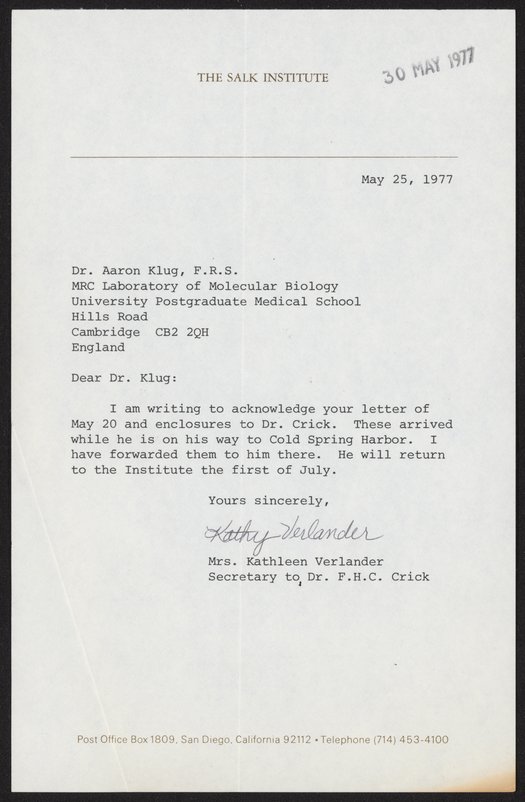 THE SALK INSTITUTE
30 MAY 1977
May 25, 1977
Dr. Aaron Klug, F.R.S.
MRC Laboratory of Molecular Biology
University Postgraduate Medical School
Hills Road
Cambridge  CB2 2QH
England
Dear Dr. Klug:
I am writing to acknowledge your letter of
May 20 and enclosures to Dr. Crick.  These arrived
while he is on his way to Cold Spring Harbor.  I
have forwarded them to him there.  He will return
to the Institute the first of July.
Yours sincerely,
Kathy Verlander
Mrs. Kathleen Verlander
Secretary to Dr. F.H.C. Crick
Post Office Box 1809, San Diego, California 92112 • Telephone (714) 453-4100